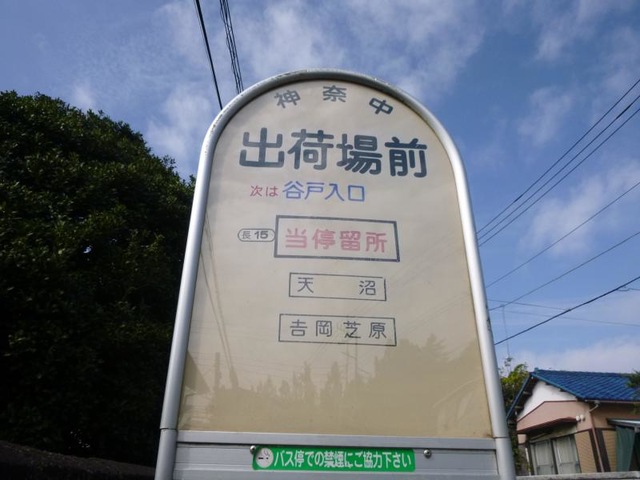 神奈中
出荷場前
次は 谷戸入口
長15 当停留所
天沼
吉岡芝原
バス停での禁煙にご協力下さい